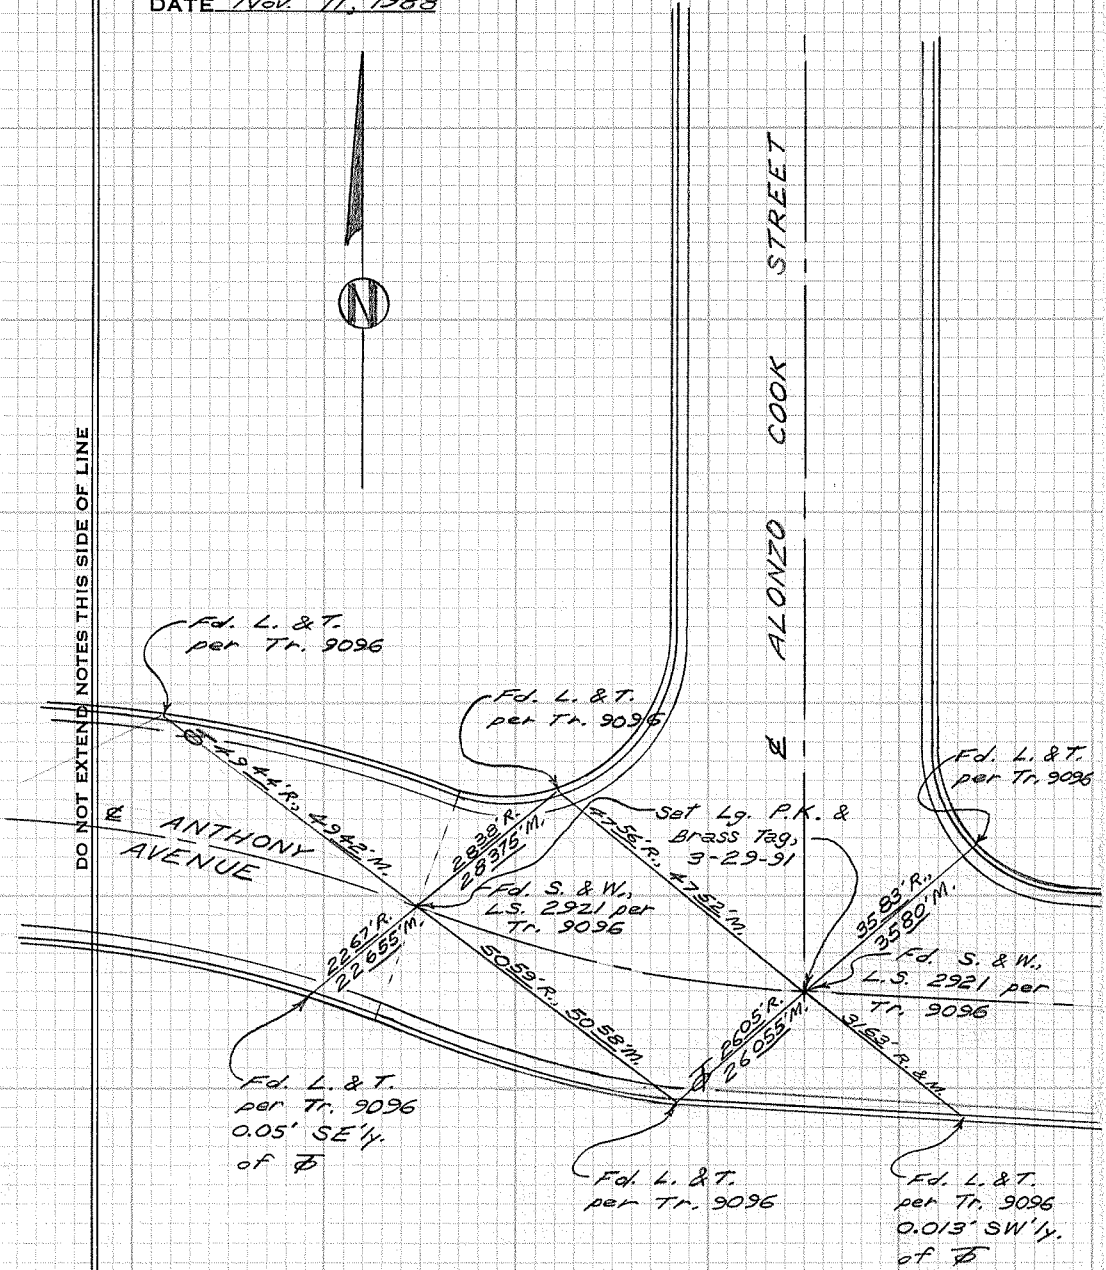 DATE Nov. 11, 1988
DO NOT EXTEND NOTES THIS SIDE OF LINE
N
℄ ALONZO COOK STREET
Fd. L. & T.
per Tr. 9096
Fd. L. & T.
per Tr. 9096
Fd. L. & T.
per Tr. 9096
℄
ANTHONY
AVENUE
49.44' R., 49.42' M.
28.39' R.
28.375' M.
Set Lg. P.K. &
Brass Tag,
3-29-91
47.56' R., 47.52' M.
35.83' R.,
35.80' M.
Fd. S. & W.,
L.S. 2921 per
Tr. 9096
22.67' R.
22.655' M.
50.59' R., 50.58' M.
Fd. S. & W.,
L.S. 2921 per
Tr. 9096
26.05' R.
26.055' M.
31.63' R. & M.
Fd. L. & T.
per Tr. 9096
0.05' SE'ly.
of
Fd. L. & T.
per Tr. 9096
Fd. L. & T.
per Tr. 9096
0.013' SW'ly.
of